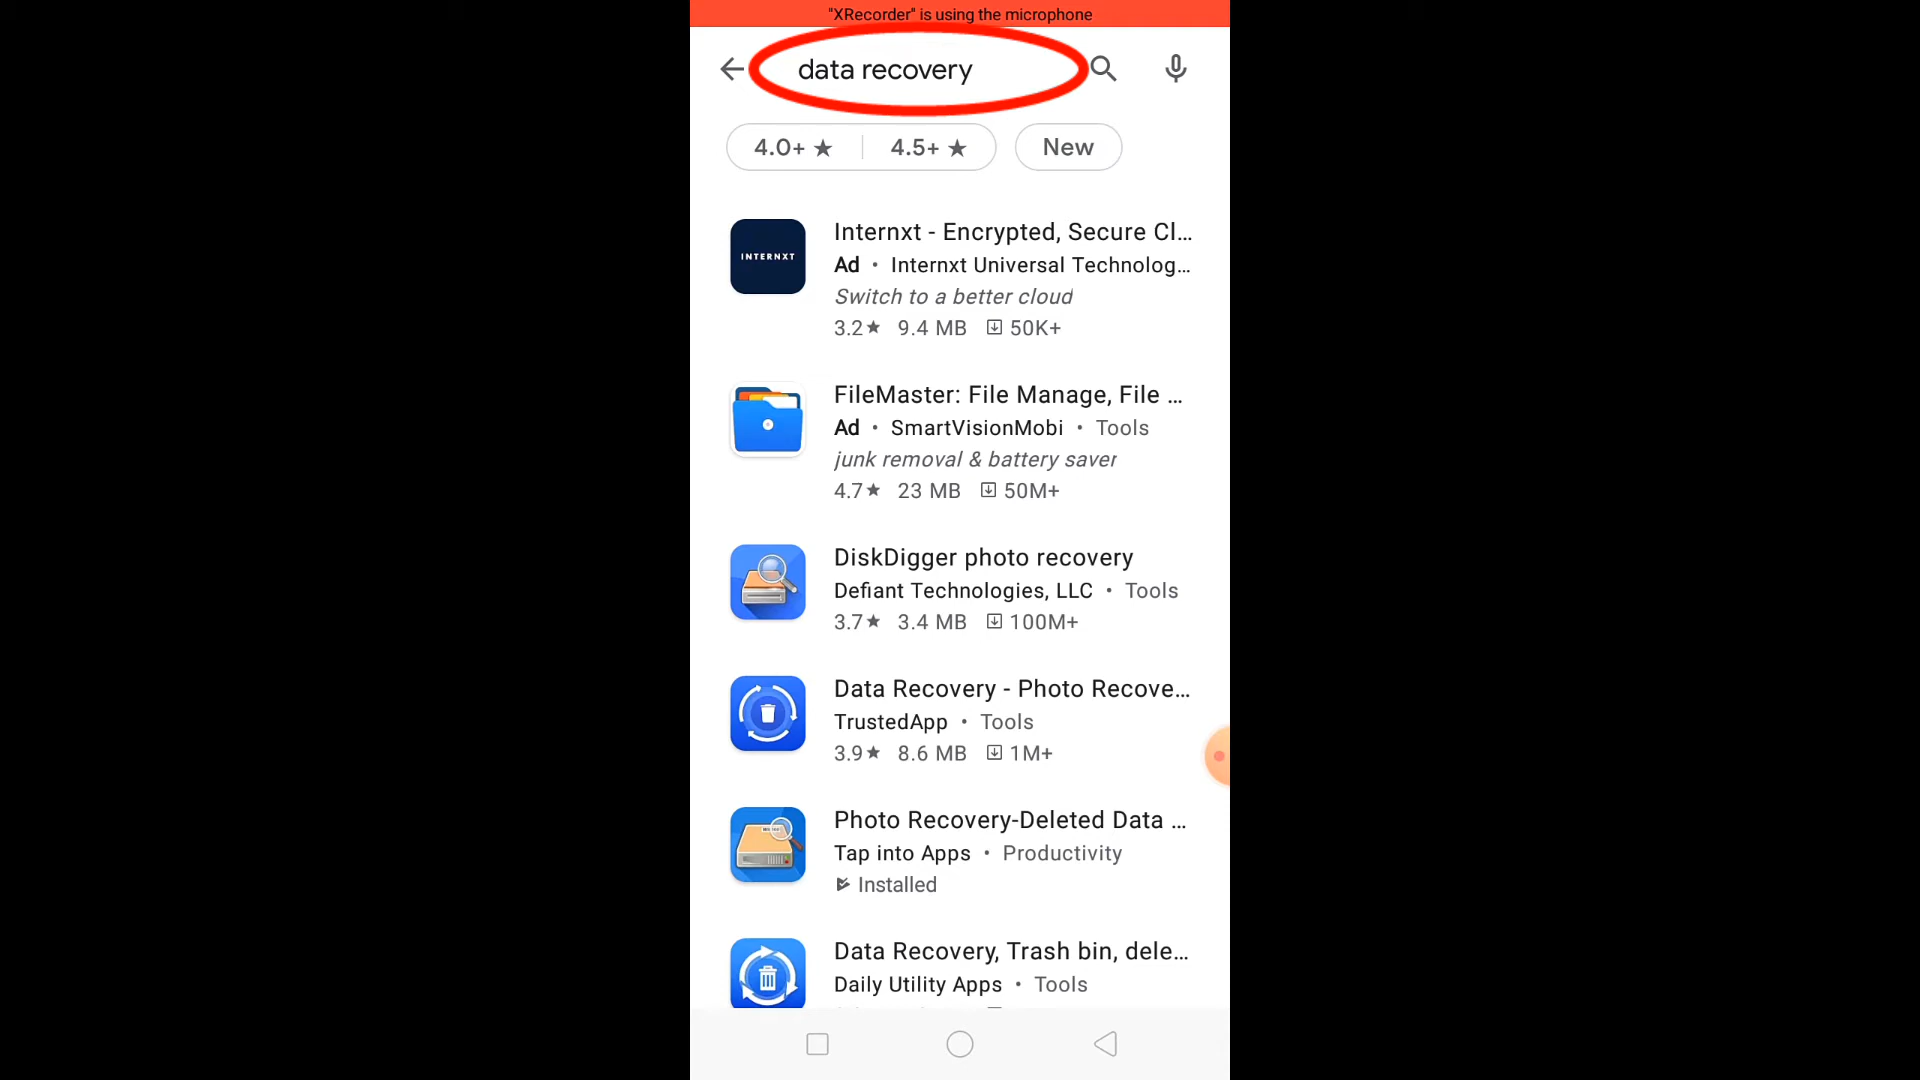 "XRecorder" is using the microphone
data recovery
4.0+ ★ 4.5+ ★ New
INTERNXT
Internxt - Encrypted, Secure Cl...
Ad • Internxt Universal Technolog...
Switch to a better cloud
3.2★ 9.4 MB 50K+
FileMaster: File Manage, File ...
Ad • SmartVisionMobi • Tools
junk removal & battery saver
4.7★ 23 MB 50M+
DiskDigger photo recovery
Defiant Technologies, LLC • Tools
3.7★ 3.4 MB 100M+
Data Recovery - Photo Recove...
TrustedApp • Tools
3.9★ 8.6 MB 1M+
Photo Recovery-Deleted Data ...
Tap into Apps • Productivity
Installed
Data Recovery, Trash bin, dele...
Daily Utility Apps • Tools